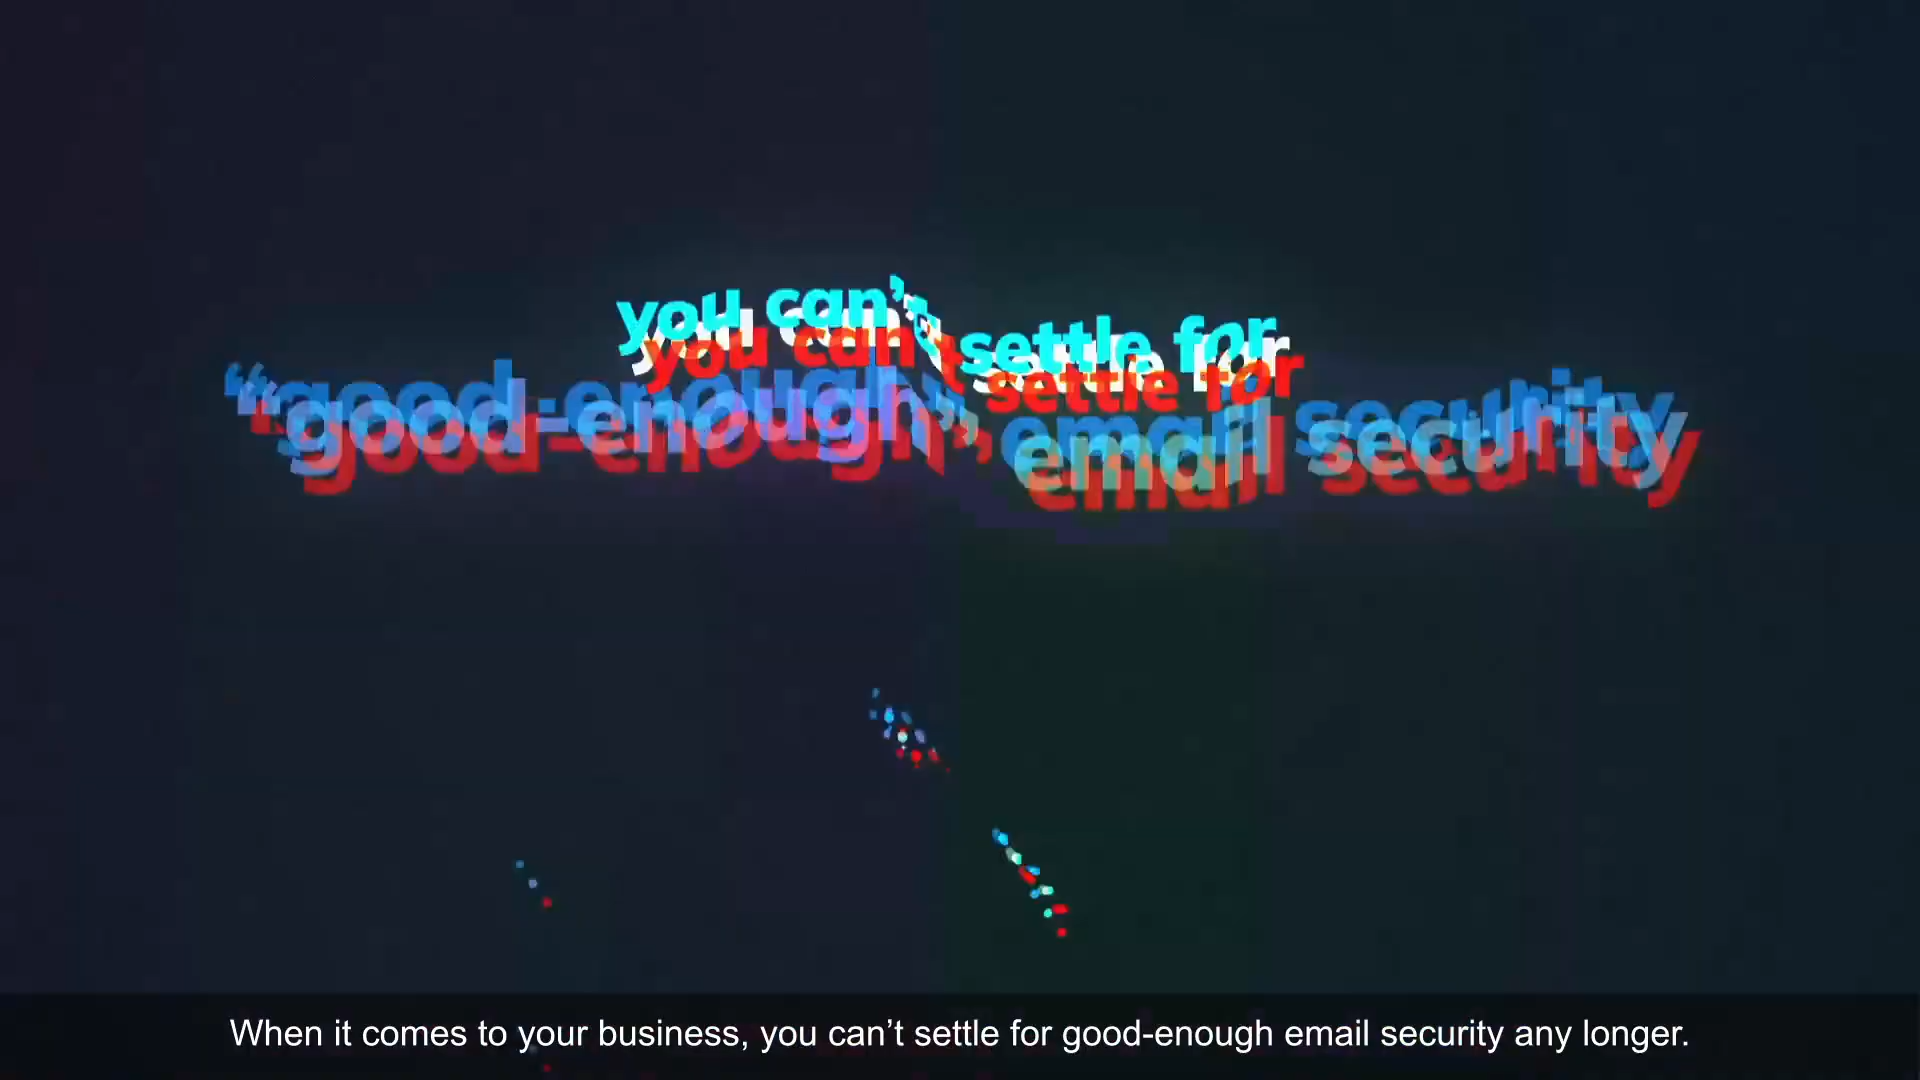 you can't settle for
“good-enough” email security
When it comes to your business, you can’t settle for good-enough email security any longer.